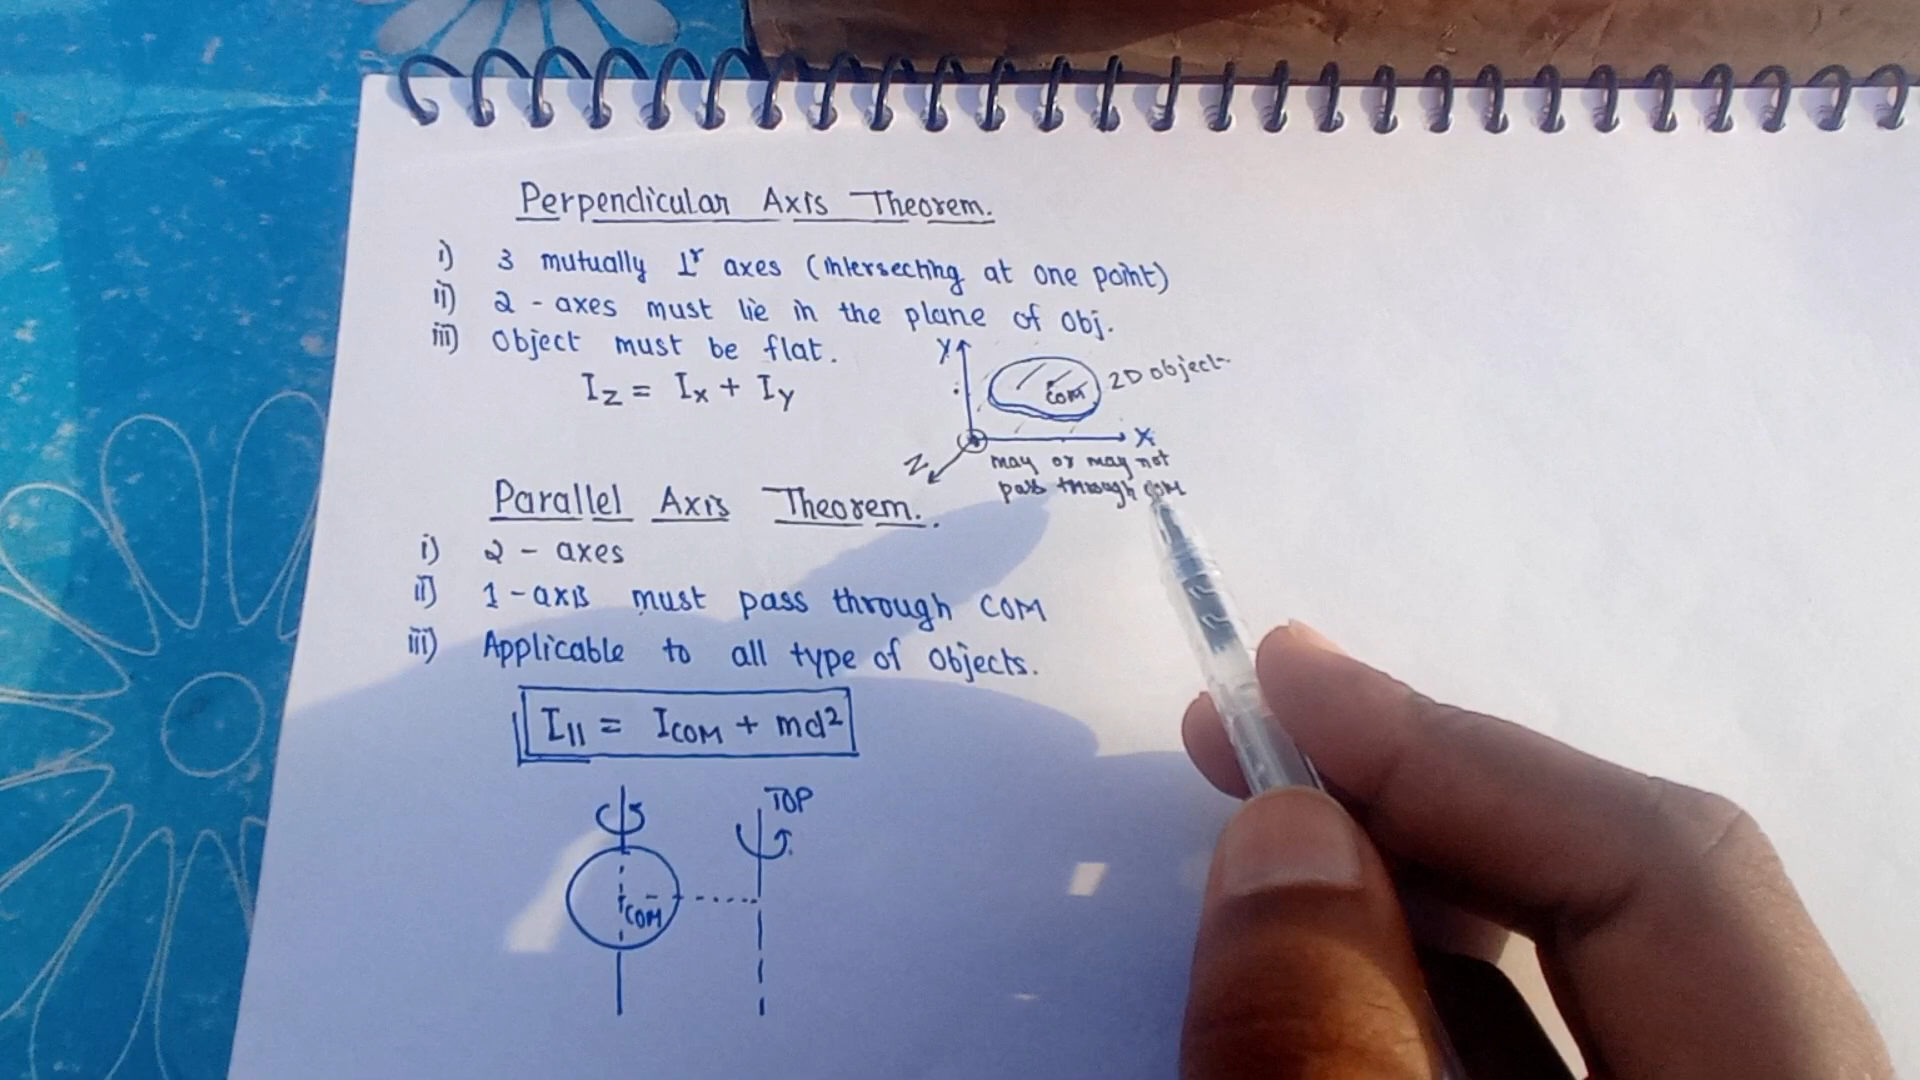 Perpendicular Axis Theorem.
i) 3 mutually ⊥r axes (intersecting at one point)
ii) 2 - axes must lie in the plane of obj.
iii) Object must be flat.
Iz = Ix + Iy
Y
COM
2D object
X
Z
may or may not
pass through COM
Parallel Axis Theorem.
i) 2 - axes
ii) 1 - axis must pass through COM
iii) Applicable to all type of objects.
I|| = ICOM + md²
TOP
COM